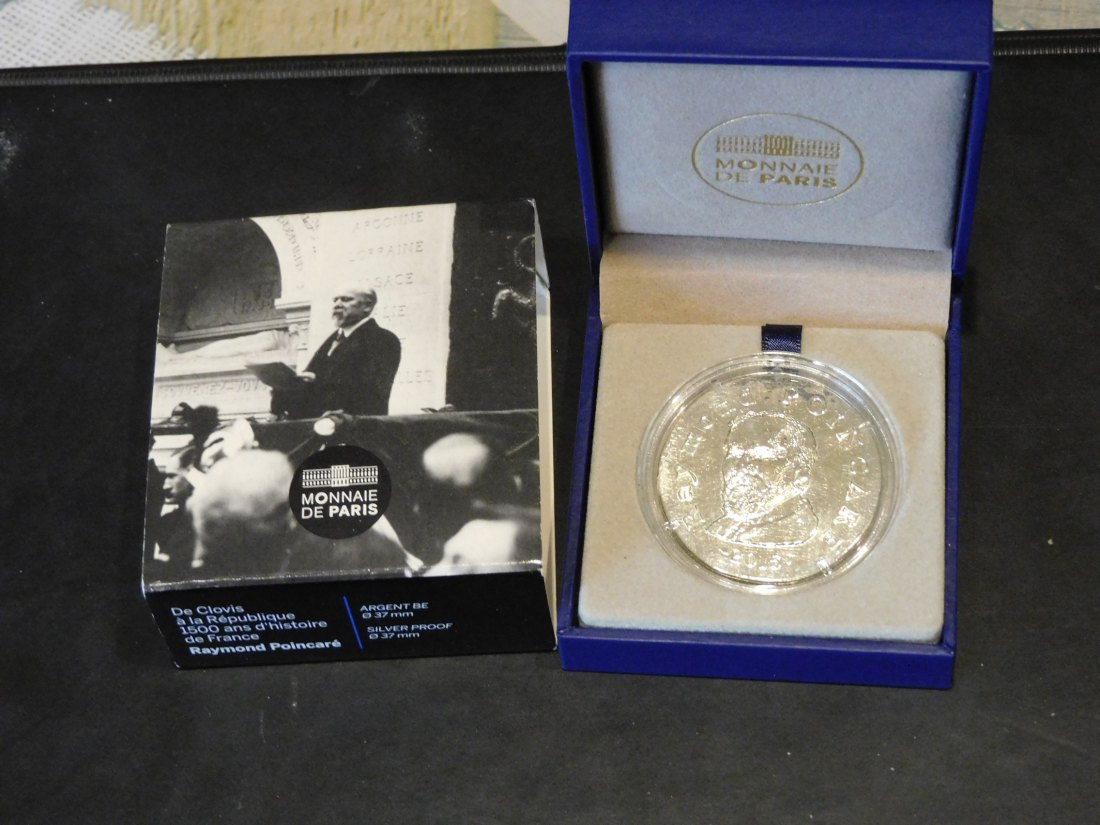 ARGONNE
LORRAINE
MONNAIE
DE PARIS
De Clovis
à la République
1500 ans d'histoire
de France
Raymond Poincaré
ARGENT BE
Ø 37 mm
SILVER PROOF
Ø 37 mm
MONNAIE
DE PARIS
RAYMOND POINCARÉ